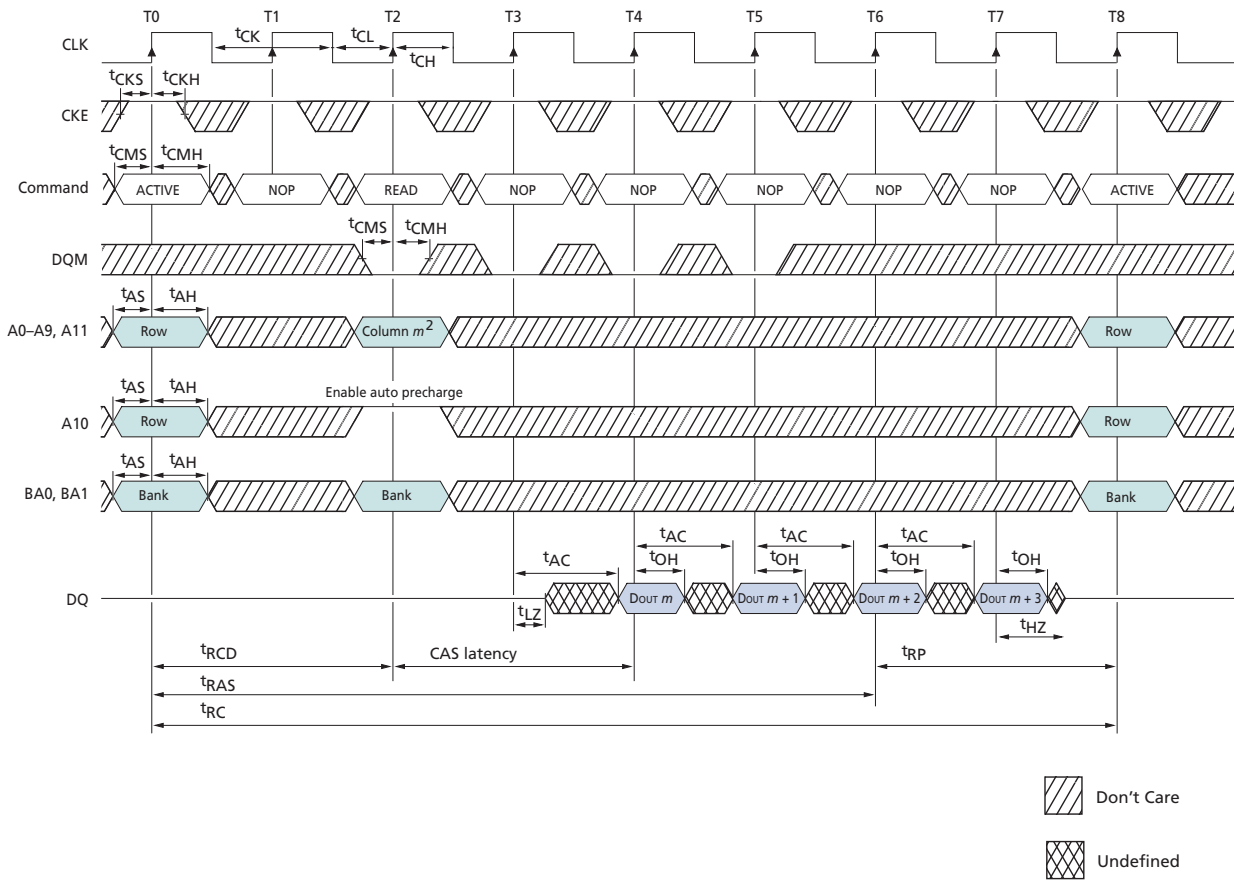 T0 T1 T2 T3 T4 T5 T6 T7 T8
CLK
tCK tCL
tCH
tCKS tCKH
CKE
tCMS tCMH
Command ACTIVE NOP READ NOP NOP NOP NOP NOP ACTIVE
tCMS tCMH
DQM
tAS tAH
A0–A9, A11 Row Column m2 Row
tAS tAH Enable auto precharge
A10 Row Row
tAS tAH
BA0, BA1 Bank Bank Bank
tAC tAC tAC tAC
tOH tOH tOH tOH
DQ DOUT m DOUT m + 1 DOUT m + 2 DOUT m + 3
tLZ tHZ
tRCD CAS latency tRP
tRAS
tRC
Don't Care
Undefined